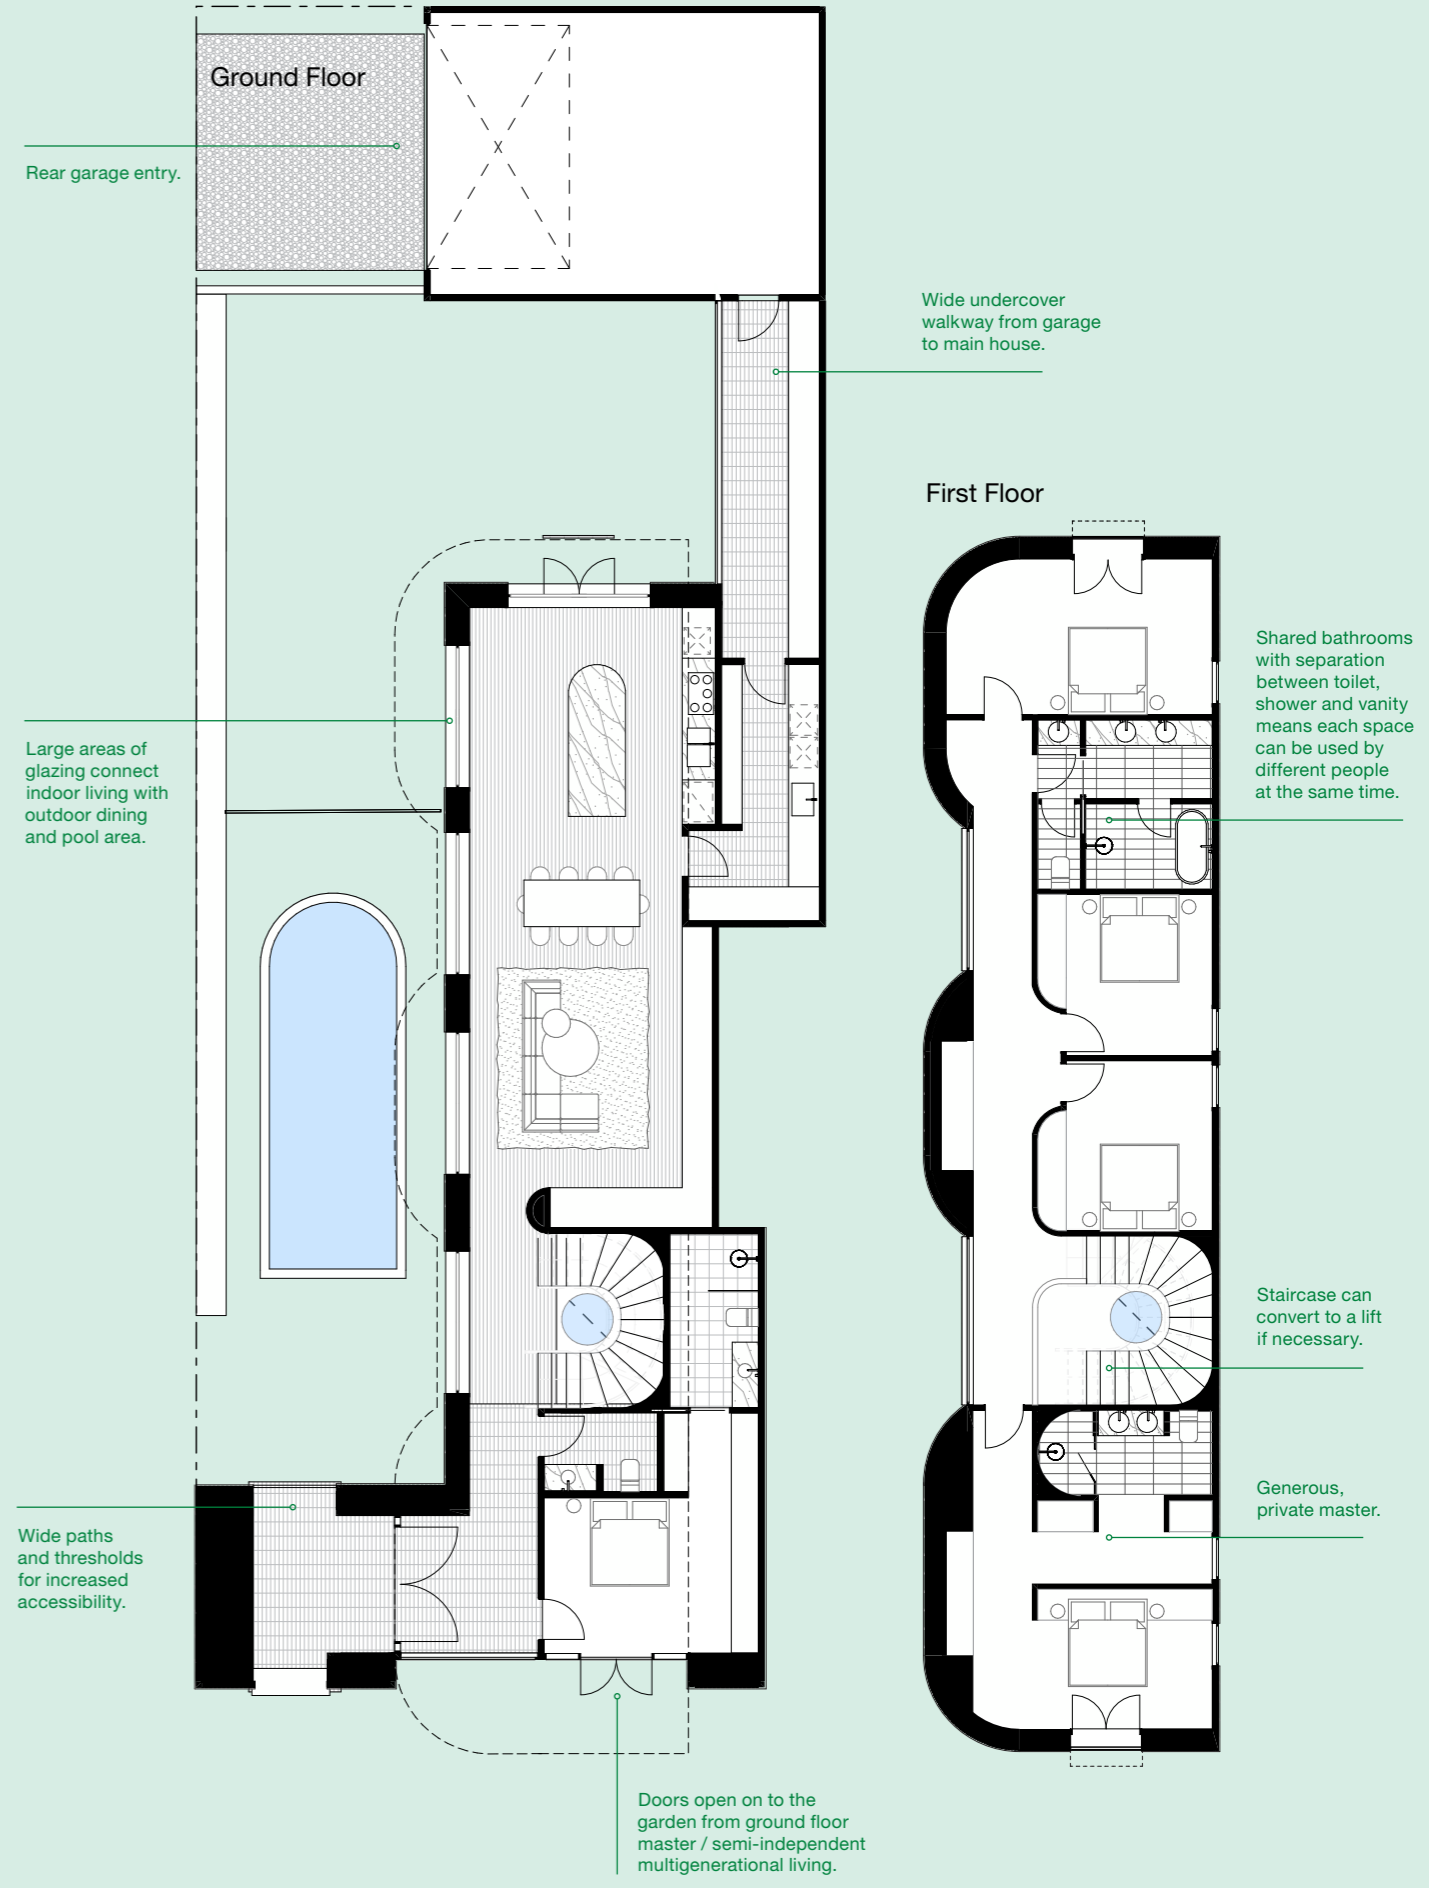 Ground Floor
Rear garage entry.
Wide undercover
walkway from garage
to main house.
First Floor
Shared bathrooms
with separation
between toilet,
shower and vanity
means each space
can be used by
different people
at the same time.
Large areas of
glazing connect
indoor living with
outdoor dining
and pool area.
Staircase can
convert to a lift
if necessary.
Generous,
private master.
Wide paths
and thresholds
for increased
accessibility.
Doors open on to the
garden from ground floor
master / semi-independent
multigenerational living.